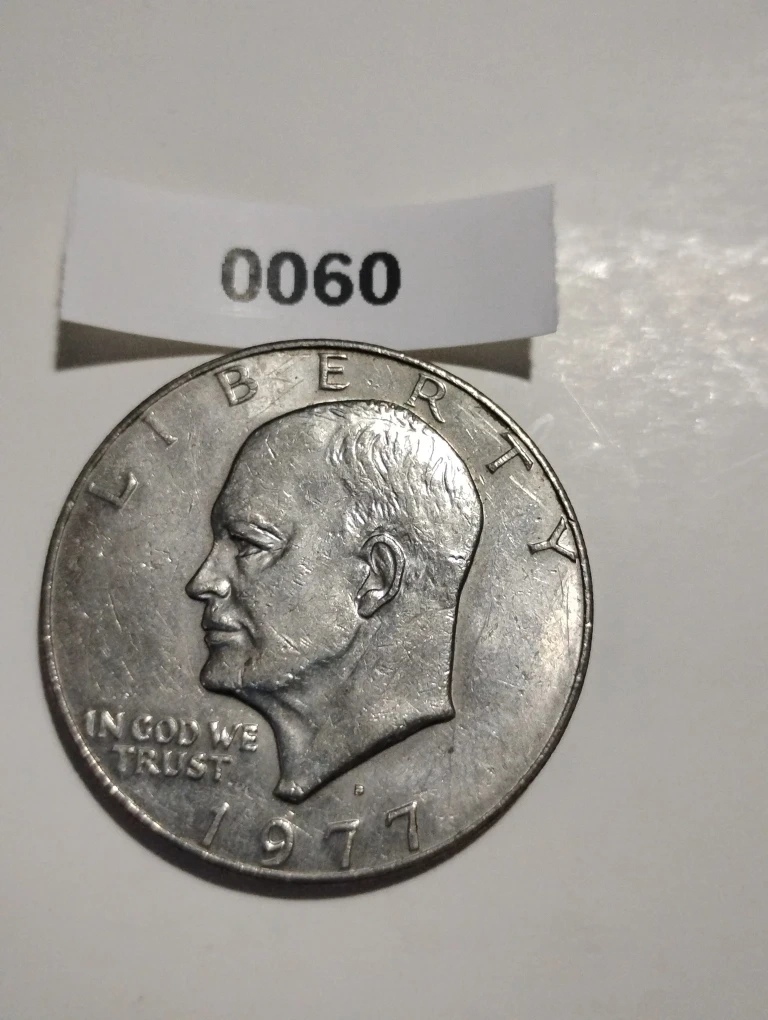 0060
LIBERTY
IN GOD WE
TRUST
1977